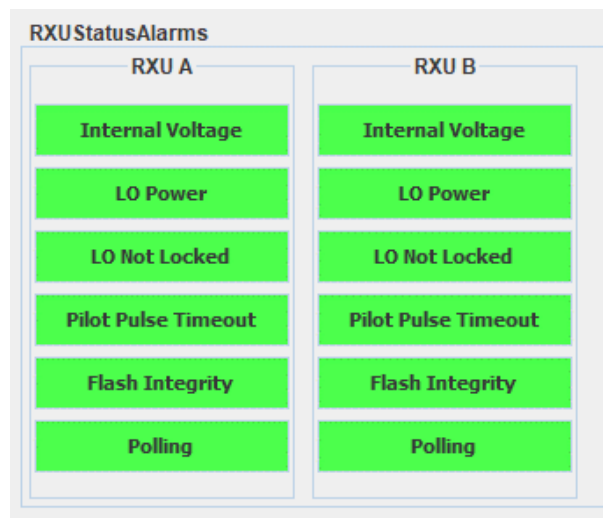 RXUStatusAlarms
RXU A
Internal Voltage
LO Power
LO Not Locked
Pilot Pulse Timeout
Flash Integrity
Polling
RXU B
Internal Voltage
LO Power
LO Not Locked
Pilot Pulse Timeout
Flash Integrity
Polling